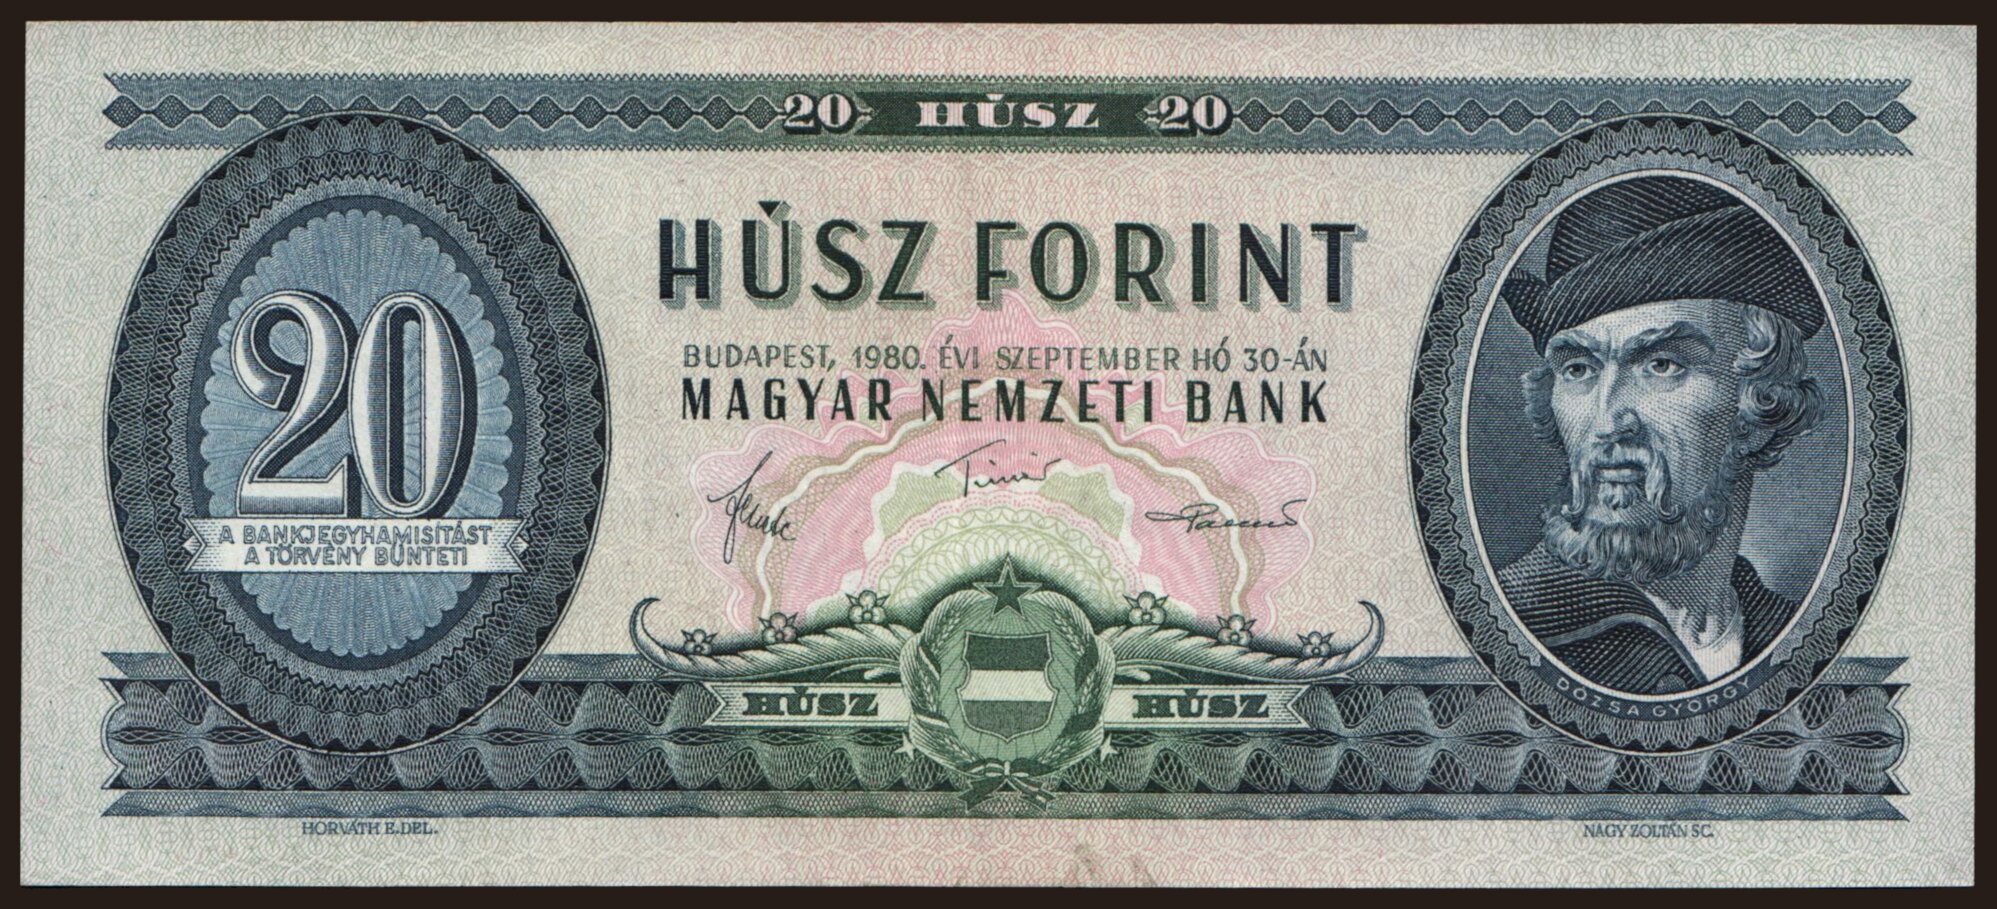 20 HÚSZ 20
HÚSZ FORINT
BUDAPEST, 1980. ÉVI SZEPTEMBER HÓ 30-ÁN
MAGYAR NEMZETI BANK
20
A BANKJEGYHAMISÍTÁST
A TÖRVÉNY BÜNTETI
HÚSZ HÚSZ
DÓZSA GYÖRGY
HORVÁTH E. DEL.
NAGY ZOLTÁN SC.